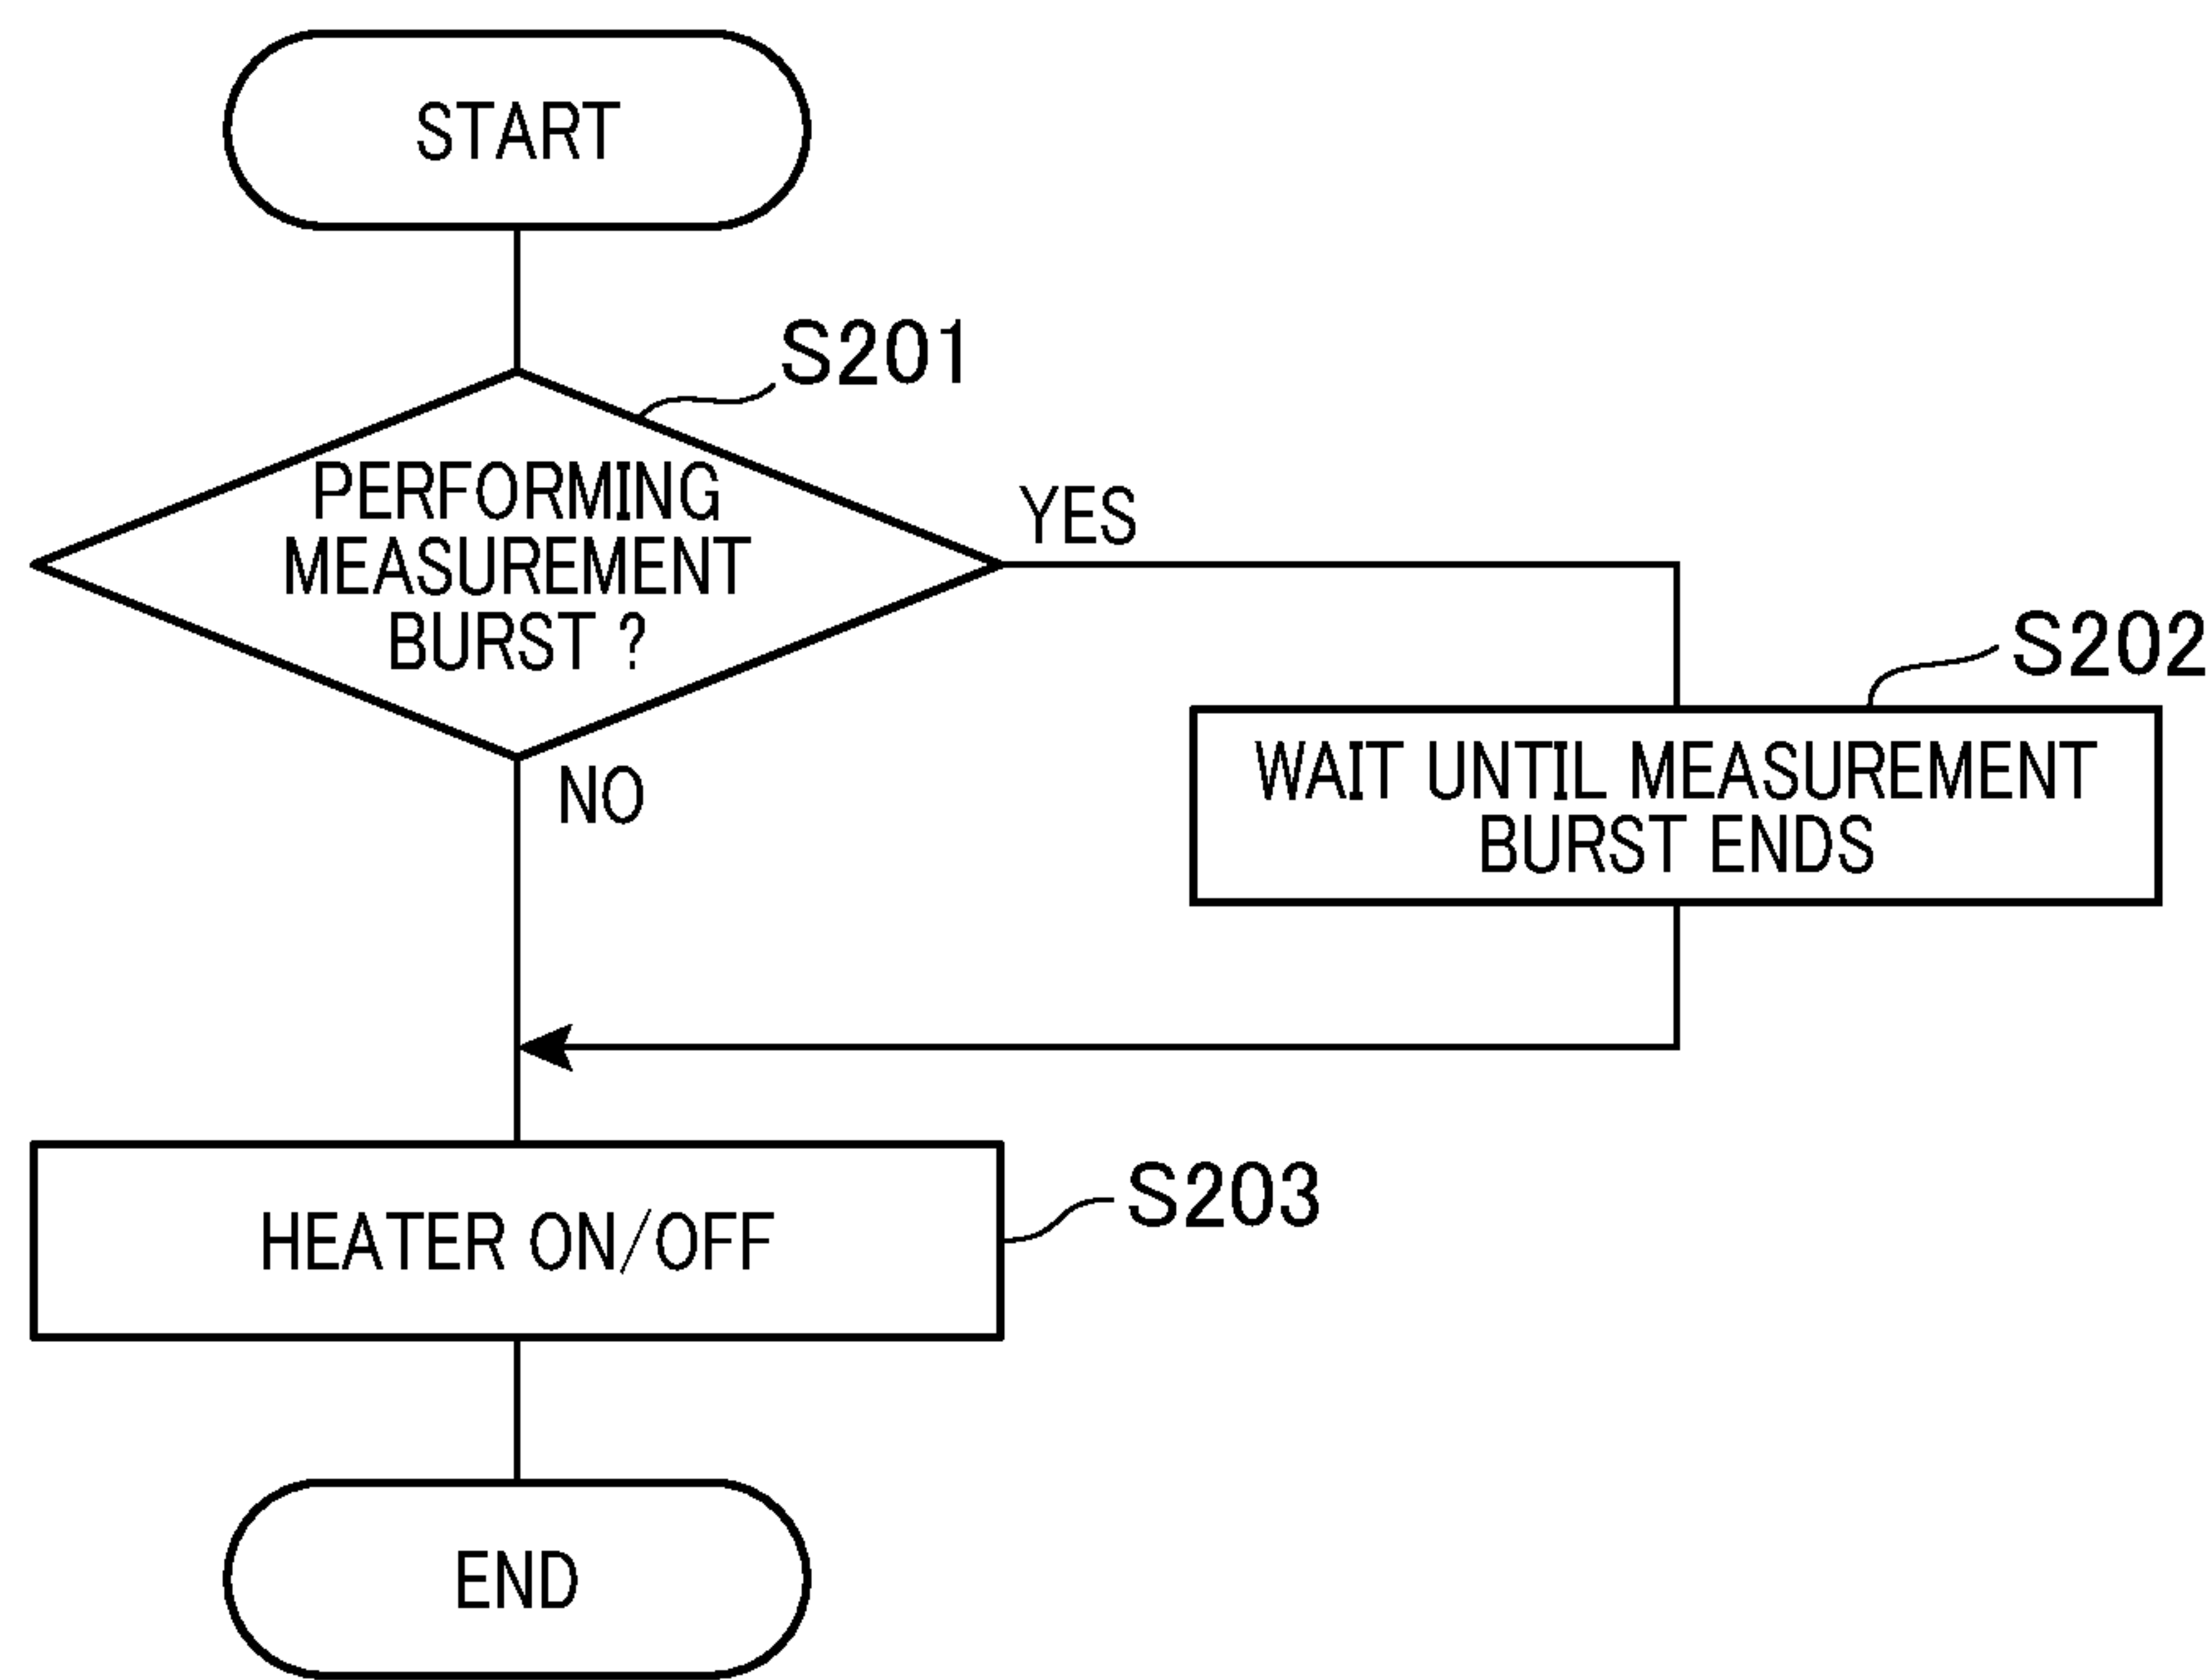 START
S201
PERFORMING
MEASUREMENT
BURST ?
YES
NO
S202
WAIT UNTIL MEASUREMENT
BURST ENDS
HEATER ON/OFF
S203
END